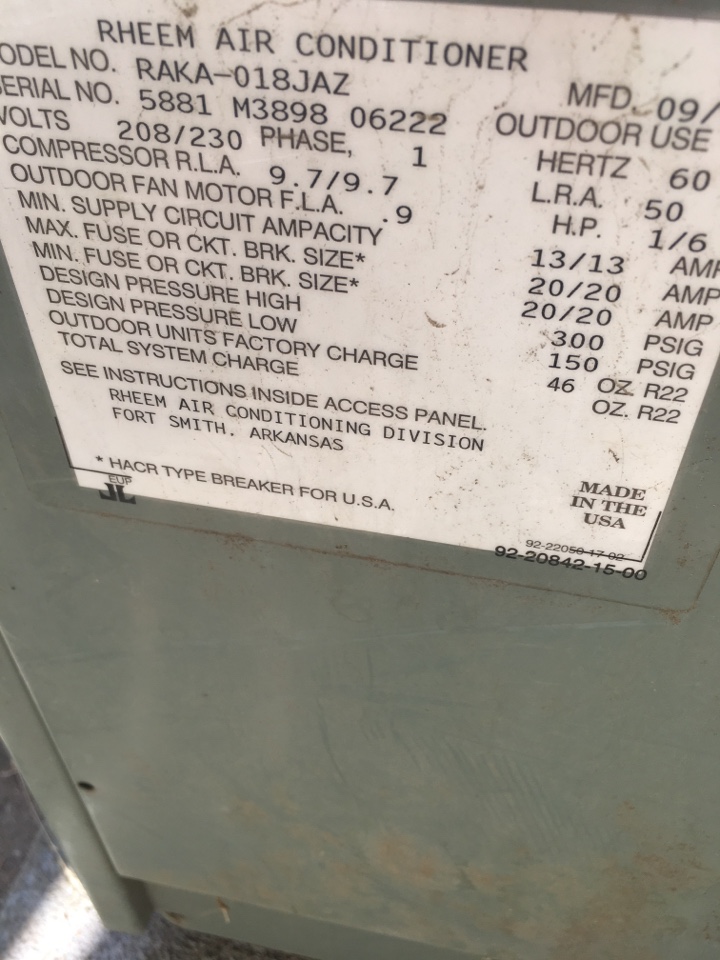 RHEEM AIR CONDITIONER
ODEL NO. RAKA-018JAZ MFD. 09/
SERIAL NO. 5881 M3898 06222 OUTDOOR USE
VOLTS 208/230 PHASE, 1 HERTZ 60
COMPRESSOR R.L.A. 9.7/9.7 L.R.A. 50
OUTDOOR FAN MOTOR F.L.A. .9 H.P. 1/6
MIN. SUPPLY CIRCUIT AMPACITY 13/13 AMP
MAX. FUSE OR CKT. BRK. SIZE* 20/20 AMP
MIN. FUSE OR CKT. BRK. SIZE* 20/20 AMP
DESIGN PRESSURE HIGH 300 PSIG
DESIGN PRESSURE LOW 150 PSIG
OUTDOOR UNITS FACTORY CHARGE 46 OZ. R22
TOTAL SYSTEM CHARGE OZ. R22
SEE INSTRUCTIONS INSIDE ACCESS PANEL.
RHEEM AIR CONDITIONING DIVISION
FORT SMITH, ARKANSAS
* HACR TYPE BREAKER FOR U.S.A.
MADE
IN THE
USA
EUP
92-20842-15-00